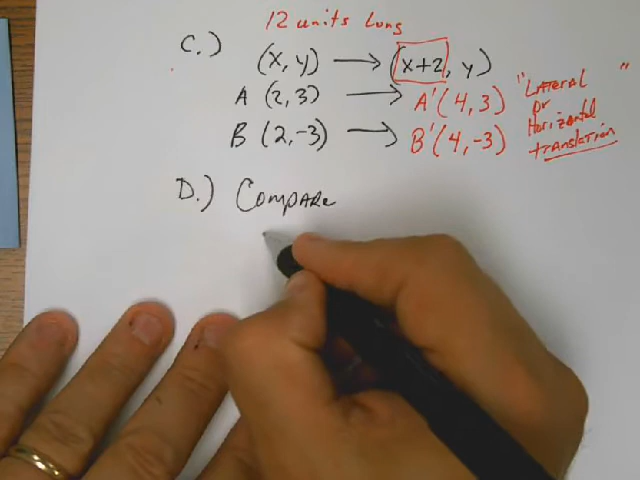 12 units Long
C.) (x, y) → (x+2, y)
A (2, 3) → A'(4, 3)
B (2, -3) → B'(4, -3)
"LATERAL "
or
Horizontal
translation
D.) Compare